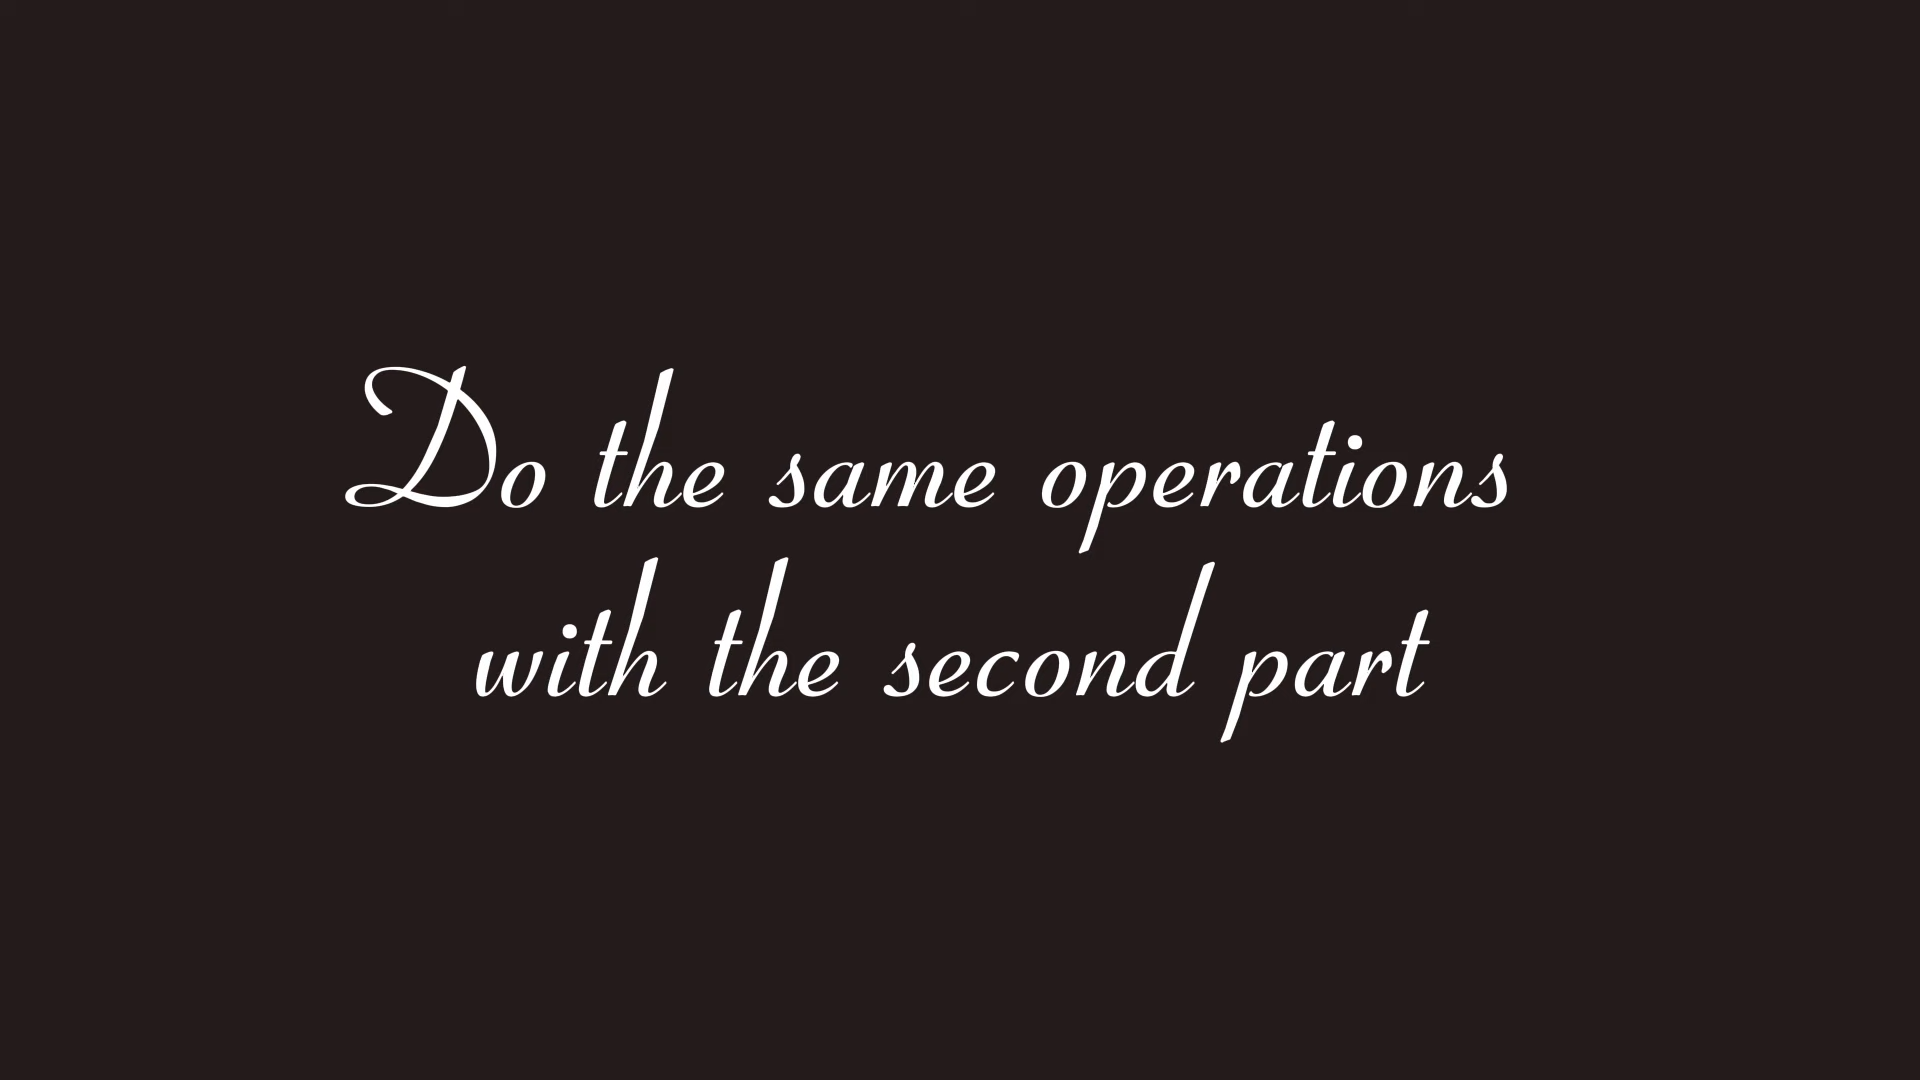 Do the same operations
with the second part